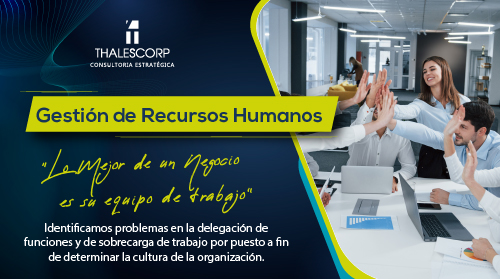 THALESCORP
CONSULTORIA ESTRATÉGICA
Gestión de Recursos Humanos
"Lo Mejor de un Negocio
es su equipo de trabajo"
Identificamos problemas en la delegación de
funciones y de sobrecarga de trabajo por puesto a fin
de determinar la cultura de la organización.